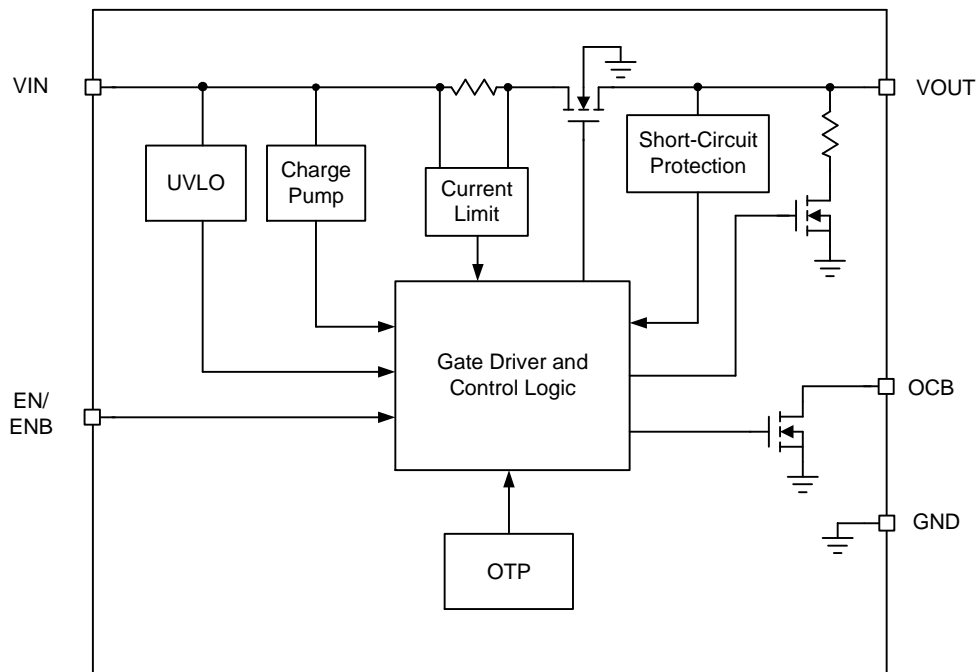 VIN
VOUT
UVLO
Charge
Pump
Current
Limit
Short-Circuit
Protection
Gate Driver and
Control Logic
EN/
ENB
OCB
GND
OTP